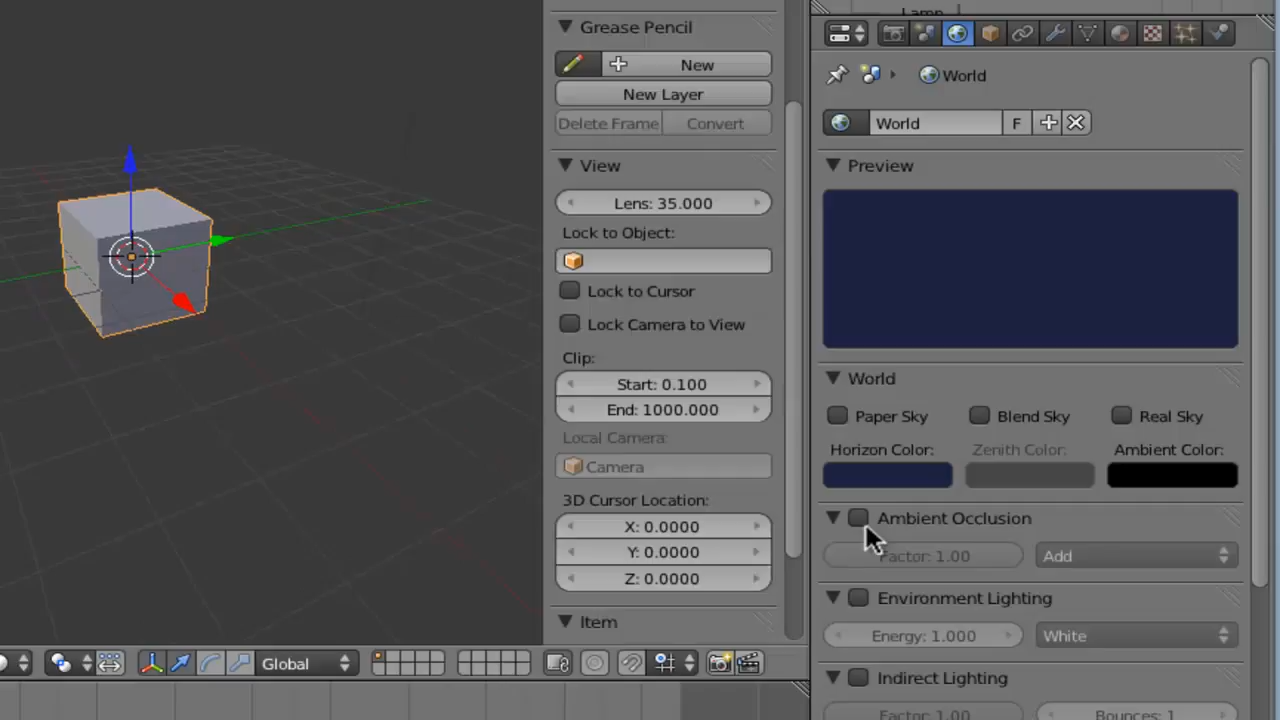 Grease Pencil
New
New Layer
Delete Frame Convert
View
Lens: 35.000
Lock to Object:
Lock to Cursor
Lock Camera to View
Clip:
Start: 0.100
End: 1000.000
Local Camera:
Camera
3D Cursor Location:
X: 0.0000
Y: 0.0000
Z: 0.0000
Item
Global
Lamp
World
World F
Preview
World
Paper Sky Blend Sky Real Sky
Horizon Color: Zenith Color: Ambient Color:
Ambient Occlusion
Factor: 1.00 Add
Environment Lighting
Energy: 1.000 White
Indirect Lighting
Factor: 1.00 Bounces: 1